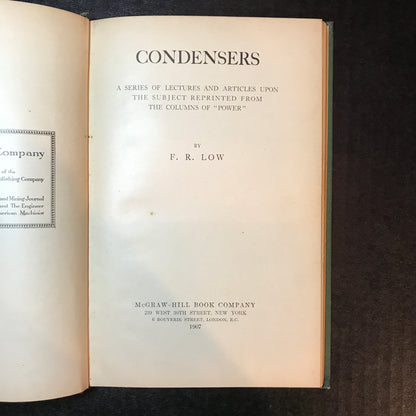 Company
of the
blishing Company
and Mining Journal
and The Engineer
merican Machinist
CONDENSERS
A SERIES OF LECTURES AND ARTICLES UPON
THE SUBJECT REPRINTED FROM
THE COLUMNS OF "POWER"
BY
F. R. LOW
McGRAW-HILL BOOK COMPANY
239 WEST 39TH STREET, NEW YORK
6 BOUVERIE STREET, LONDON, E.C.
1907